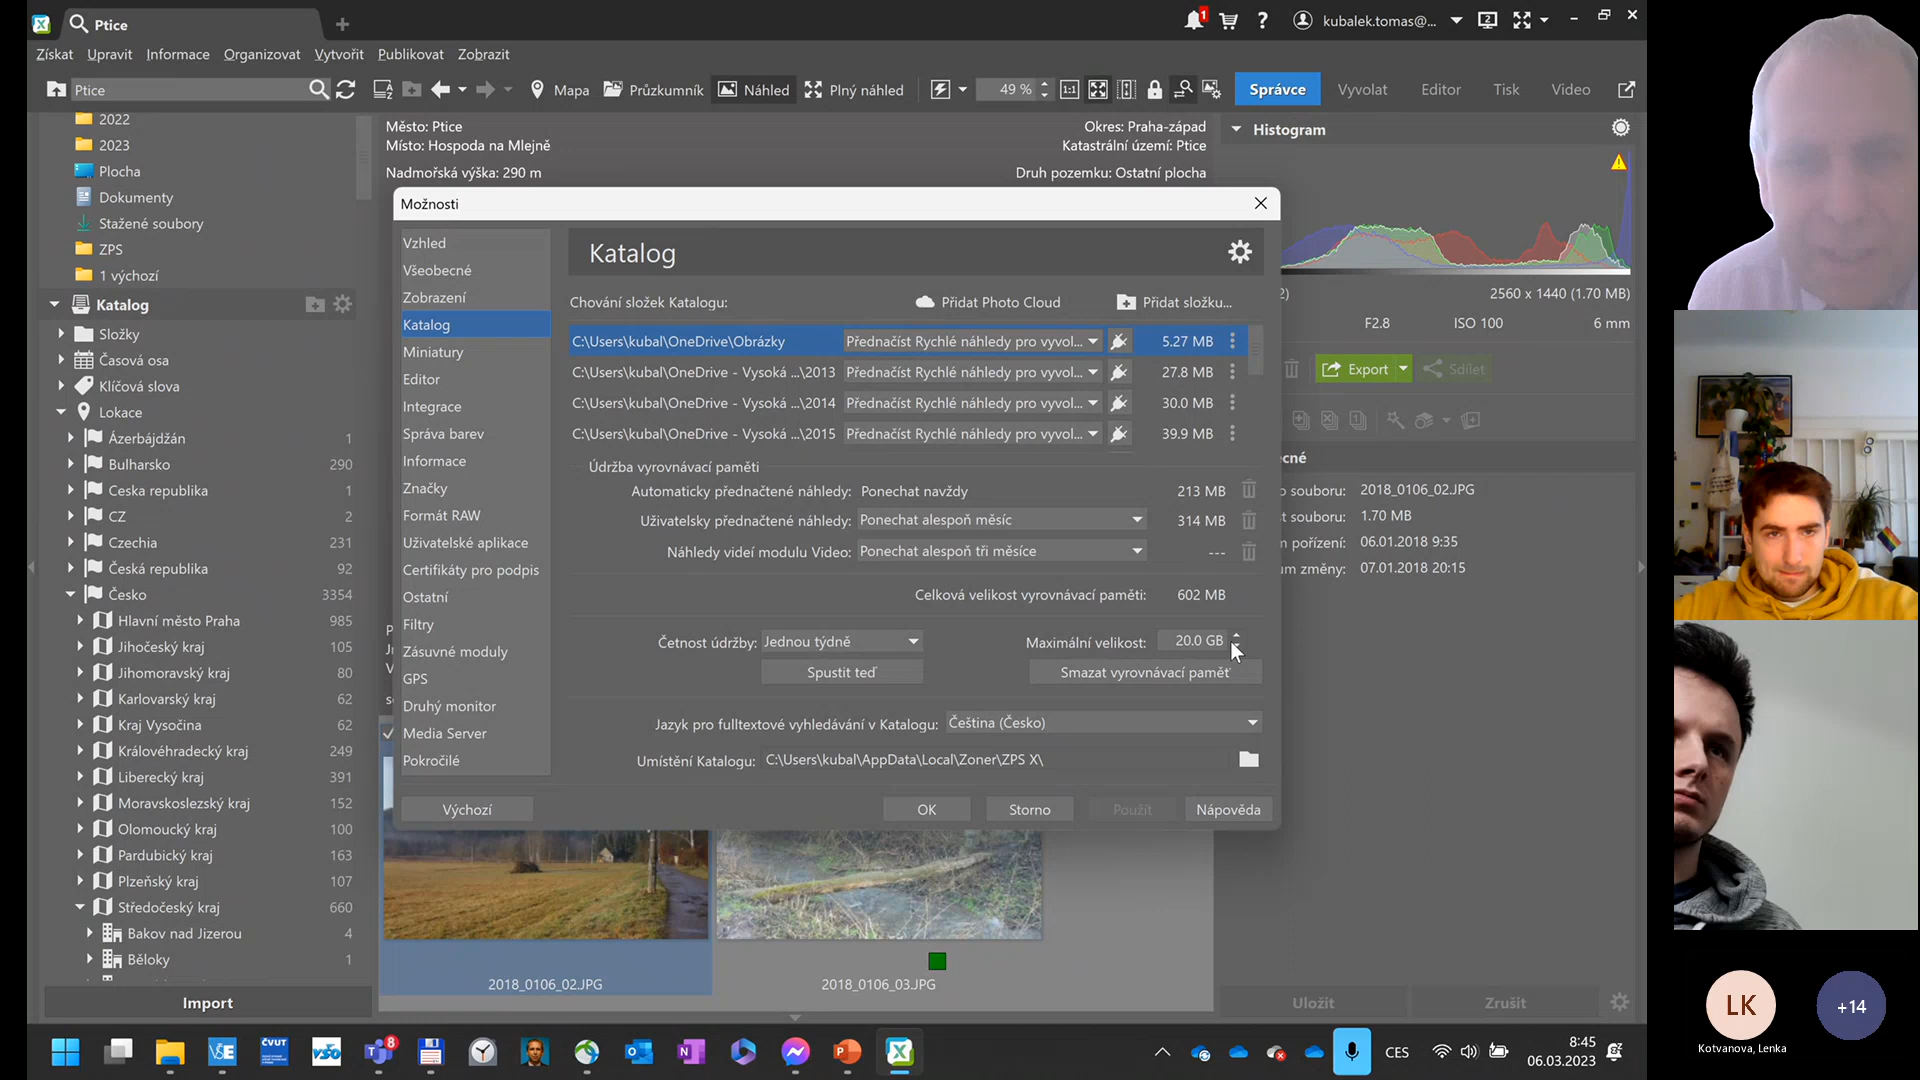 Ptice
1
kubalek.tomas@...
Získat Upravit Informace Organizovat Vytvořit Publikovat Zobrazit
Ptice
Mapa Průzkumník Náhled Plný náhled 49 % Správce Vyvolat Editor Tisk Video
2022
2023
Plocha
Dokumenty
Stažené soubory
ZPS
1 výchozí
Katalog
Složky
Časová osa
Klíčová slova
Lokace
Ázerbájdžán 1
Bulharsko 290
Ceska republika 1
CZ 2
Czechia 231
Česká republika 92
Česko 3354
Hlavní město Praha 985
Jihočeský kraj 105
Jihomoravský kraj 80
Karlovarský kraj 62
Kraj Vysočina 62
Královéhradecký kraj 249
Liberecký kraj 391
Moravskoslezský kraj 152
Olomoucký kraj 100
Pardubický kraj 163
Plzeňský kraj 107
Středočeský kraj 660
Bakov nad Jizerou 4
Běloky 1
Import
Město: Ptice
Místo: Hospoda na Mlejně
Nadmořská výška: 290 m
Okres: Praha-západ
Katastrální území: Ptice
Druh pozemku: Ostatní plocha
Možnosti
Vzhled
Všeobecné
Zobrazení
Katalog
Miniatury
Editor
Integrace
Správa barev
Informace
Značky
Formát RAW
Uživatelské aplikace
Certifikáty pro podpis
Ostatní
Filtry
Zásuvné moduly
GPS
Druhý monitor
Media Server
Pokročilé
Katalog
Chování složek Katalogu: Přidat Photo Cloud Přidat složku...
C:\Users\kubal\OneDrive\Obrázky Přednačíst Rychlé náhledy pro vyvol... 5.27 MB
C:\Users\kubal\OneDrive - Vysoká ...\2013 Přednačíst Rychlé náhledy pro vyvol... 27.8 MB
C:\Users\kubal\OneDrive - Vysoká ...\2014 Přednačíst Rychlé náhledy pro vyvol... 30.0 MB
C:\Users\kubal\OneDrive - Vysoká ...\2015 Přednačíst Rychlé náhledy pro vyvol... 39.9 MB
Údržba vyrovnávací paměti
Automaticky přednačtené náhledy: Ponechat navždy 213 MB
Uživatelsky přednačtené náhledy: Ponechat alespoň měsíc 314 MB
Náhledy videí modulu Video: Ponechat alespoň tři měsíce ---
Celková velikost vyrovnávací paměti: 602 MB
Četnost údržby: Jednou týdně Maximální velikost: 20.0 GB
Spustit teď Smazat vyrovnávací paměť
Jazyk pro fulltextové vyhledávání v Katalogu: Čeština (Česko)
Umístění Katalogu: C:\Users\kubal\AppData\Local\Zoner\ZPS X\
Výchozí OK Storno Použít Nápověda
2018_0106_02.JPG
2018_0106_03.JPG
Histogram
2560 x 1440 (1.70 MB)
F2.8 ISO 100 6 mm
Export Sdílet
ecné
o souboru: 2018_0106_02.JPG
t souboru: 1.70 MB
m pořízení: 06.01.2018 9:35
um změny: 07.01.2018 20:15
Uložit Zrušit
LK
+14
Kotvanova, Lenka
VŠE
ČVUT
VŠO
8
CES
8:45
06.03.2023